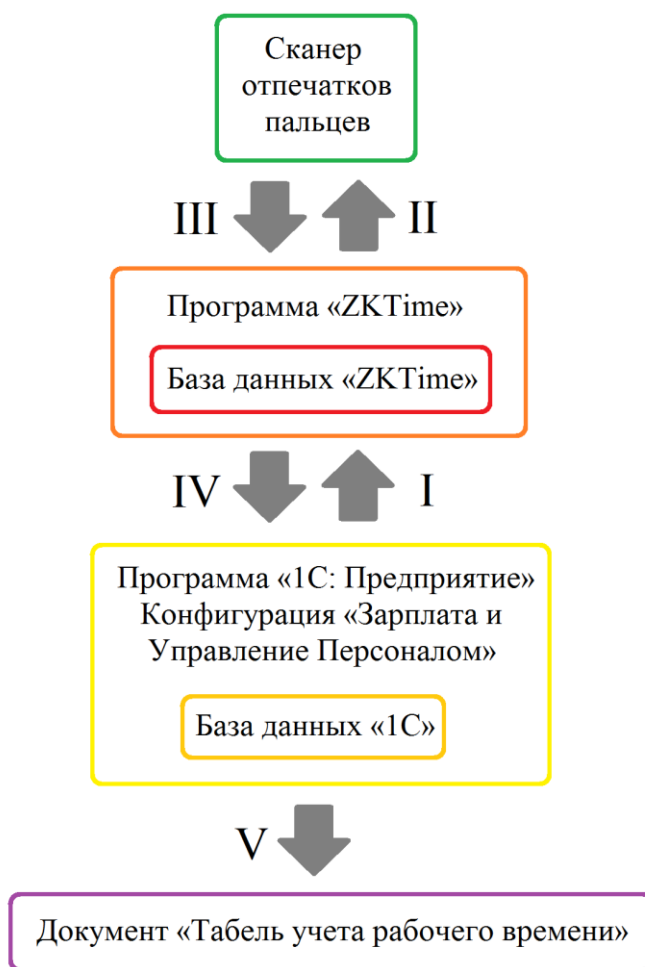 Сканер
отпечатков
пальцев
III
II
Программа «ZKTime»
База данных «ZKTime»
IV
I
Программа «1С: Предприятие»
Конфигурация «Зарплата и
Управление Персоналом»
База данных «1С»
V
Документ «Табель учета рабочего времени»